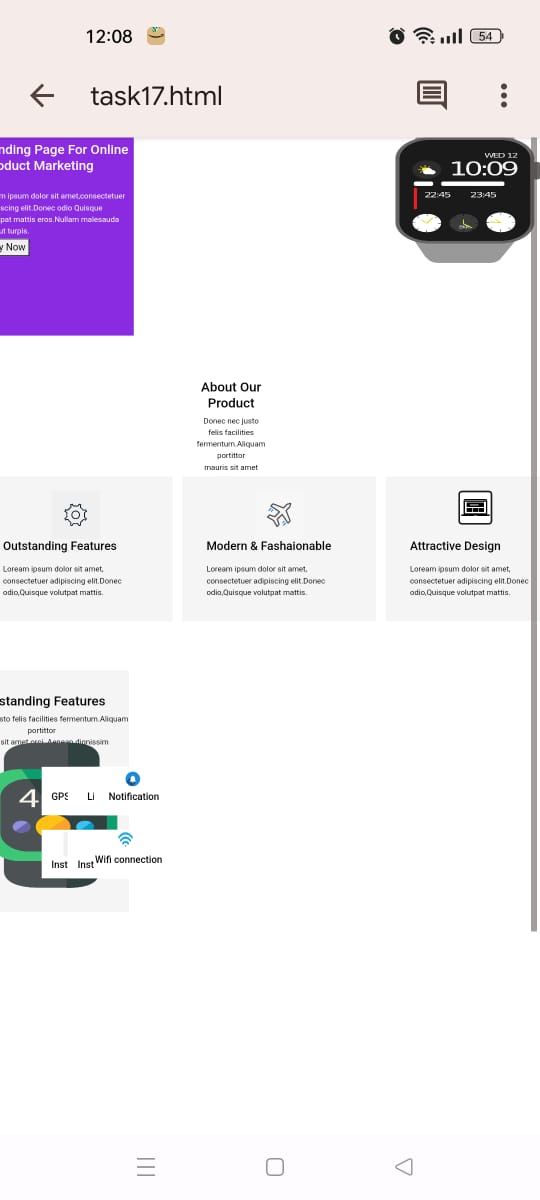 12:08
54
task17.html
nding Page For Online
oduct Marketing
m ipsum dolor sit amet,consectetuer
scing elit.Donec odio Quisque
pat mattis eros.Nullam malesuada
ut turpis.
y Now
WED 12
10:09
22:45 23:45
About Our
Product
Donec nec justo
felis facilities
fermentum.Aliquam
portittor
mauris sit amet
Outstanding Features
Loream ipsum dolor sit amet,
consectetuer adipiscing elit.Donec
odio,Quisque volutpat mattis.
Modern & Fashaionable
Loream ipsum dolor sit amet,
consectetuer adipiscing elit.Donec
odio,Quisque volutpat mattis.
Attractive Design
Loream ipsum dolor sit amet,
consectetuer adipiscing elit.Donec
odio,Quisque volutpat mattis.
standing Features
sto felis facilities fermentum.Aliquam
portittor
sit amet orci. Aenean dignissim
4
GPS Li Notification
Inst Inst Wifi connection